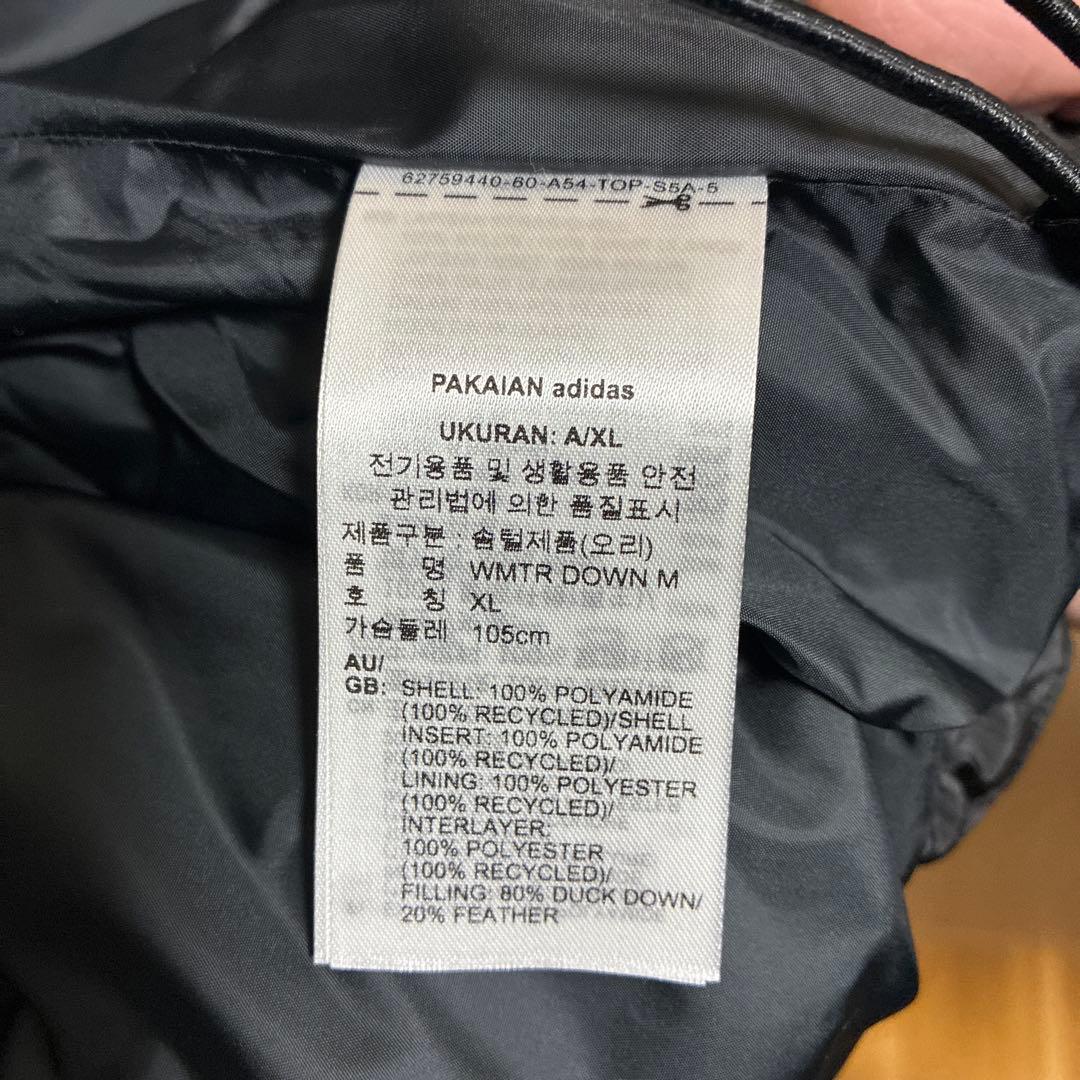 62759440-60-A54-TOP-S5A-5
PAKAIAN adidas
UKURAN: A/XL
전기용품 및 생활용품 안전
관리법에 의한 품질표시
제품구분 : 솜털제품(오리)
품 명 WMTR DOWN M
호 칭 XL
가슴둘레 105cm
AU/
GB: SHELL: 100% POLYAMIDE
(100% RECYCLED)/SHELL
INSERT: 100% POLYAMIDE
(100% RECYCLED)/
LINING: 100% POLYESTER
(100% RECYCLED)/
INTERLAYER:
100% POLYESTER
(100% RECYCLED)/
FILLING: 80% DUCK DOWN/
20% FEATHER